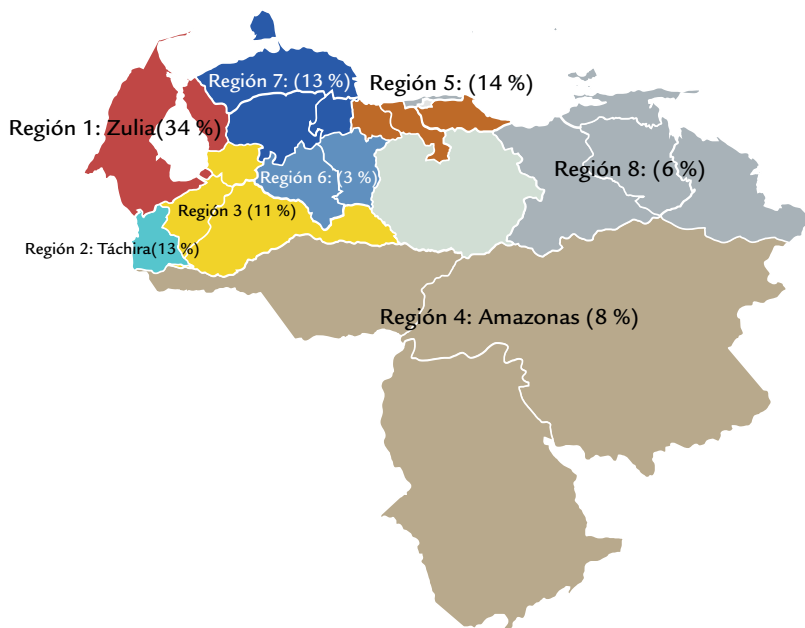 Región 7: (13 %)
Región 5: (14 %)
Región 1: Zulia(34 %)
Región 8: (6 %)
Región 6: (3 %)
Región 3 (11 %)
Región 2: Táchira(13 %)
Región 4: Amazonas (8 %)